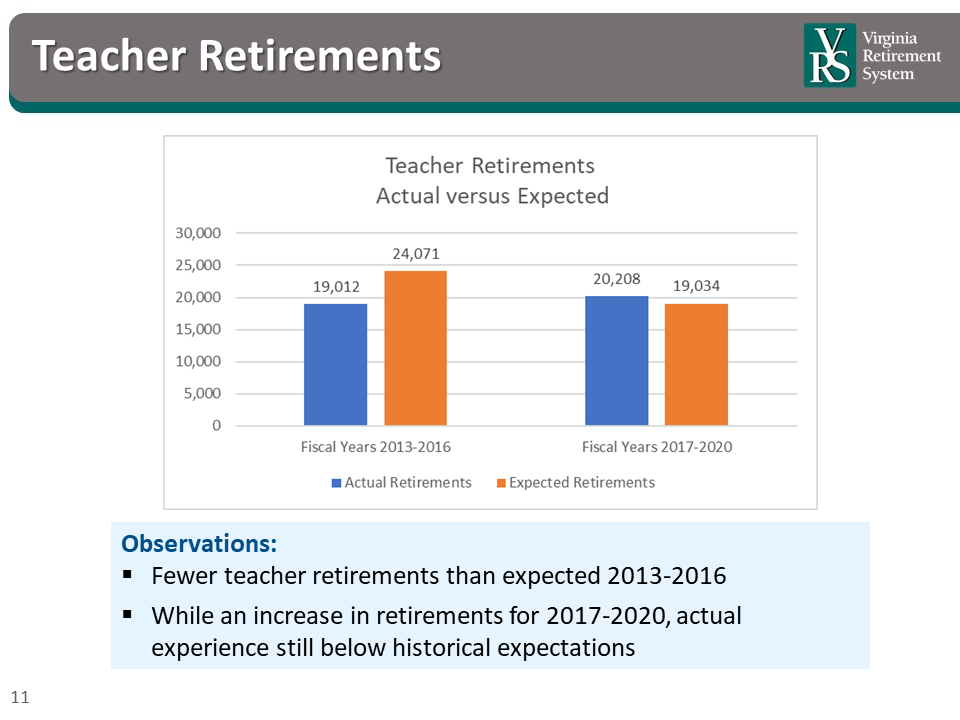 Teacher Retirements
VRS
Virginia
Retirement
System
Teacher Retirements
Actual versus Expected
30,000
25,000
20,000
15,000
10,000
5,000
0
19,012
24,071
20,208
19,034
Fiscal Years 2013-2016
Fiscal Years 2017-2020
Actual Retirements
Expected Retirements
Observations:
▪ Fewer teacher retirements than expected 2013-2016
▪ While an increase in retirements for 2017-2020, actual
experience still below historical expectations
11